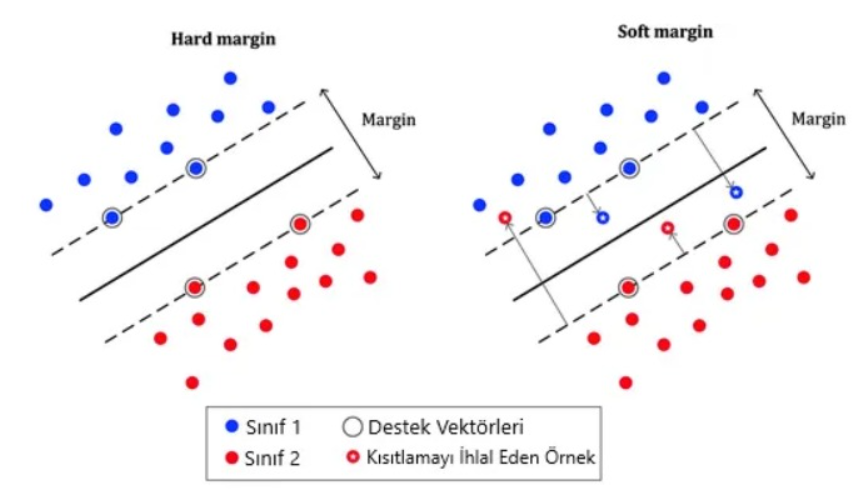 Hard margin
Soft margin
Margin
Margin
Sınıf 1
Destek Vektörleri
Sınıf 2
Kısıtlamayı İhlal Eden Örnek